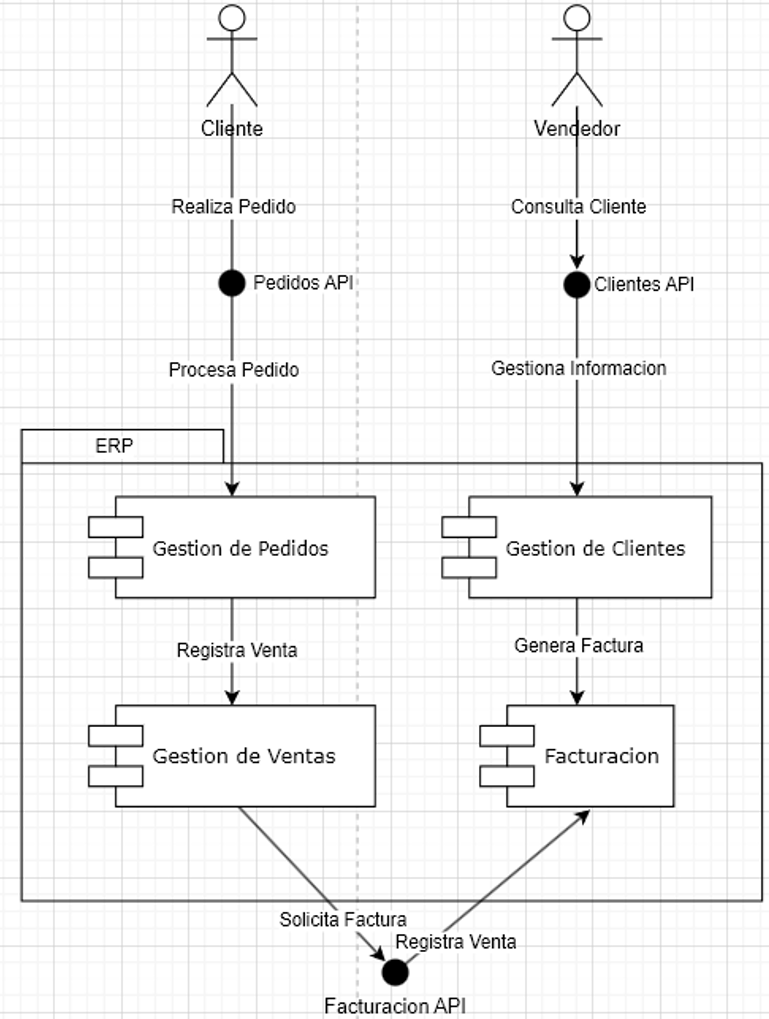 Cliente
Vendedor
Realiza Pedido
Consulta Cliente
Pedidos API
Clientes API
Procesa Pedido
Gestiona Informacion
ERP
Gestion de Pedidos
Gestion de Clientes
Registra Venta
Genera Factura
Gestion de Ventas
Facturacion
Solicita Factura
Registra Venta
Facturacion API